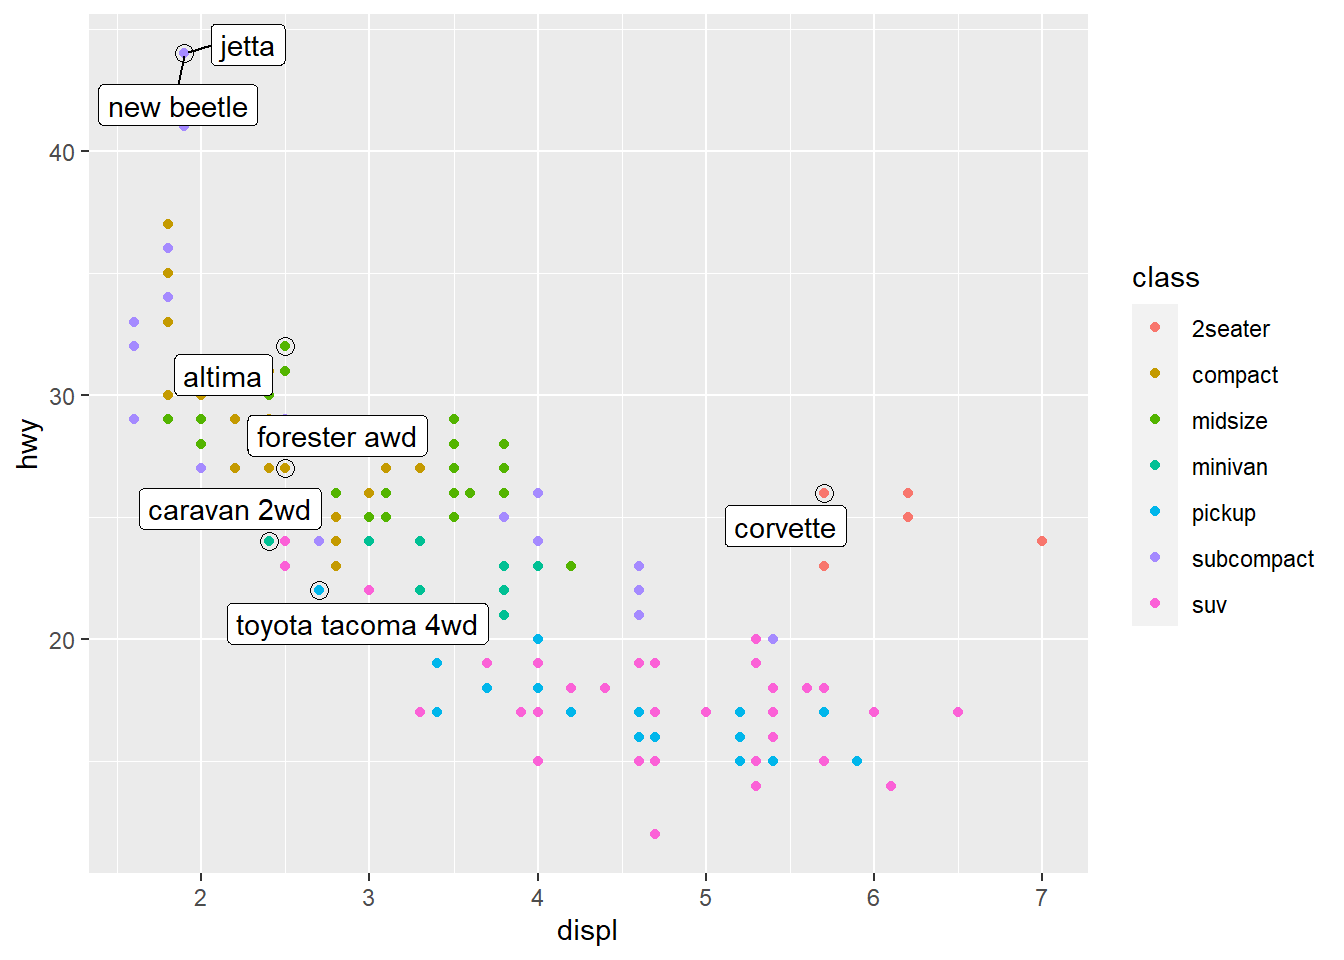 jetta
new beetle
40
altima
30
forester awd
caravan 2wd
corvette
toyota tacoma 4wd
20
hwy
2 3 4 5 6 7
displ
class
2seater
compact
midsize
minivan
pickup
subcompact
suv